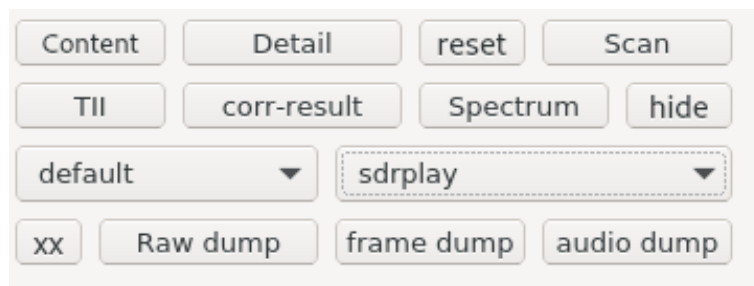 Content Detail reset Scan
TII corr-result Spectrum hide
default sdrplay
xx Raw dump frame dump audio dump